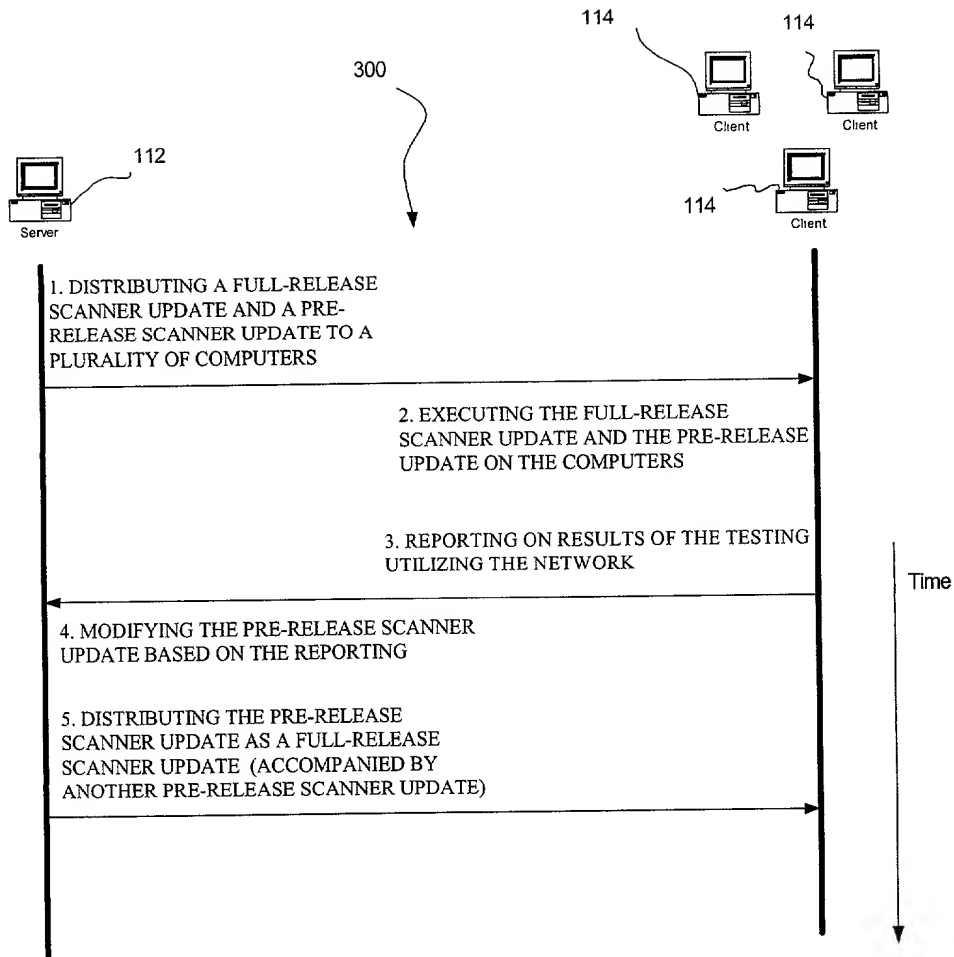 114
114
300
Client
Client
112
114
Server
Client
1. DISTRIBUTING A FULL-RELEASE
SCANNER UPDATE AND A PRE-
RELEASE SCANNER UPDATE TO A
PLURALITY OF COMPUTERS
2. EXECUTING THE FULL-RELEASE
SCANNER UPDATE AND THE PRE-RELEASE
UPDATE ON THE COMPUTERS
3. REPORTING ON RESULTS OF THE TESTING
UTILIZING THE NETWORK
Time
4. MODIFYING THE PRE-RELEASE SCANNER
UPDATE BASED ON THE REPORTING
5. DISTRIBUTING THE PRE-RELEASE
SCANNER UPDATE AS A FULL-RELEASE
SCANNER UPDATE (ACCOMPANIED BY
ANOTHER PRE-RELEASE SCANNER UPDATE)